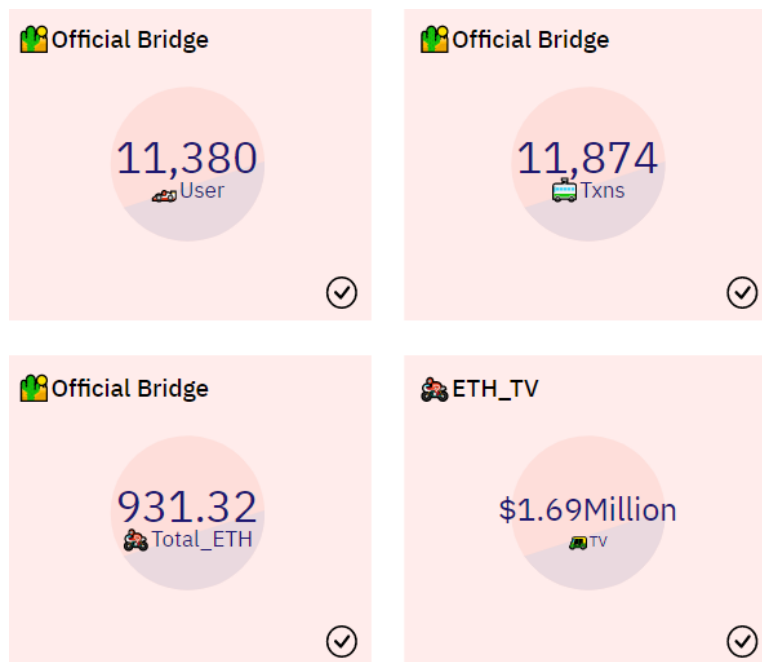 Official Bridge
11,380
User
Official Bridge
11,874
Txns
Official Bridge
931.32
Total_ETH
ETH_TV
$1.69Million
TV